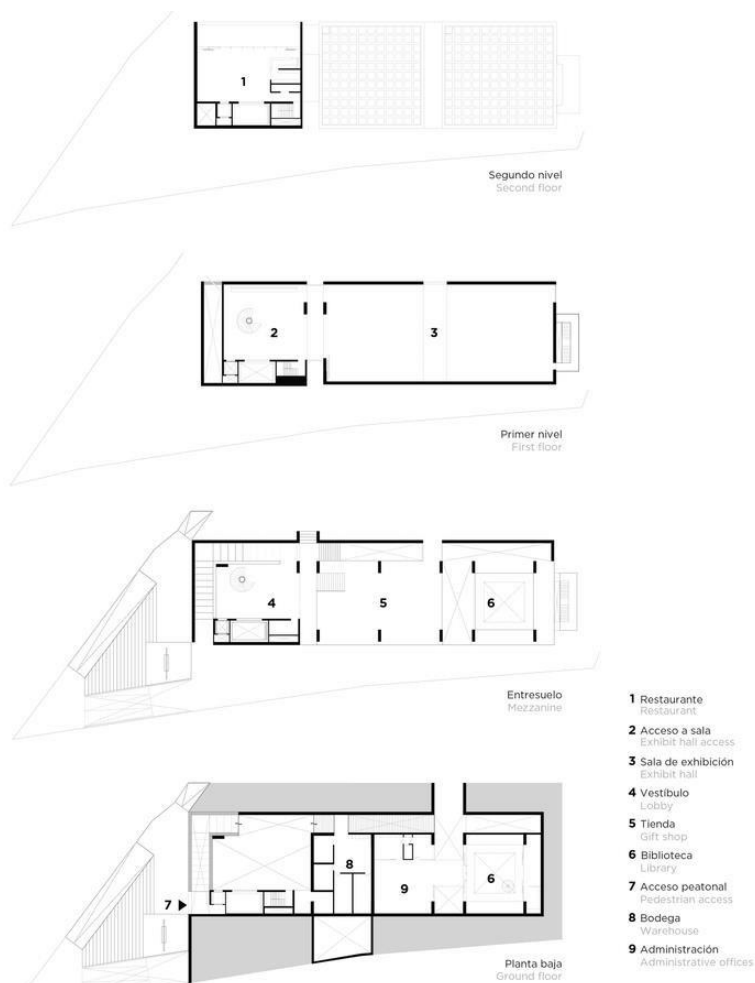 1
Segundo nivel
Second floor
2
3
Primer nivel
First floor
4
5
6
Entresuelo
Mezzanine
7
8
9
6
Planta baja
Ground floor
1 Restaurante
Restaurant
2 Acceso a sala
Exhibit hall access
3 Sala de exhibición
Exhibit hall
4 Vestíbulo
Lobby
5 Tienda
Gift shop
6 Biblioteca
Library
7 Acceso peatonal
Pedestrian access
8 Bodega
Warehouse
9 Administración
Administrative offices